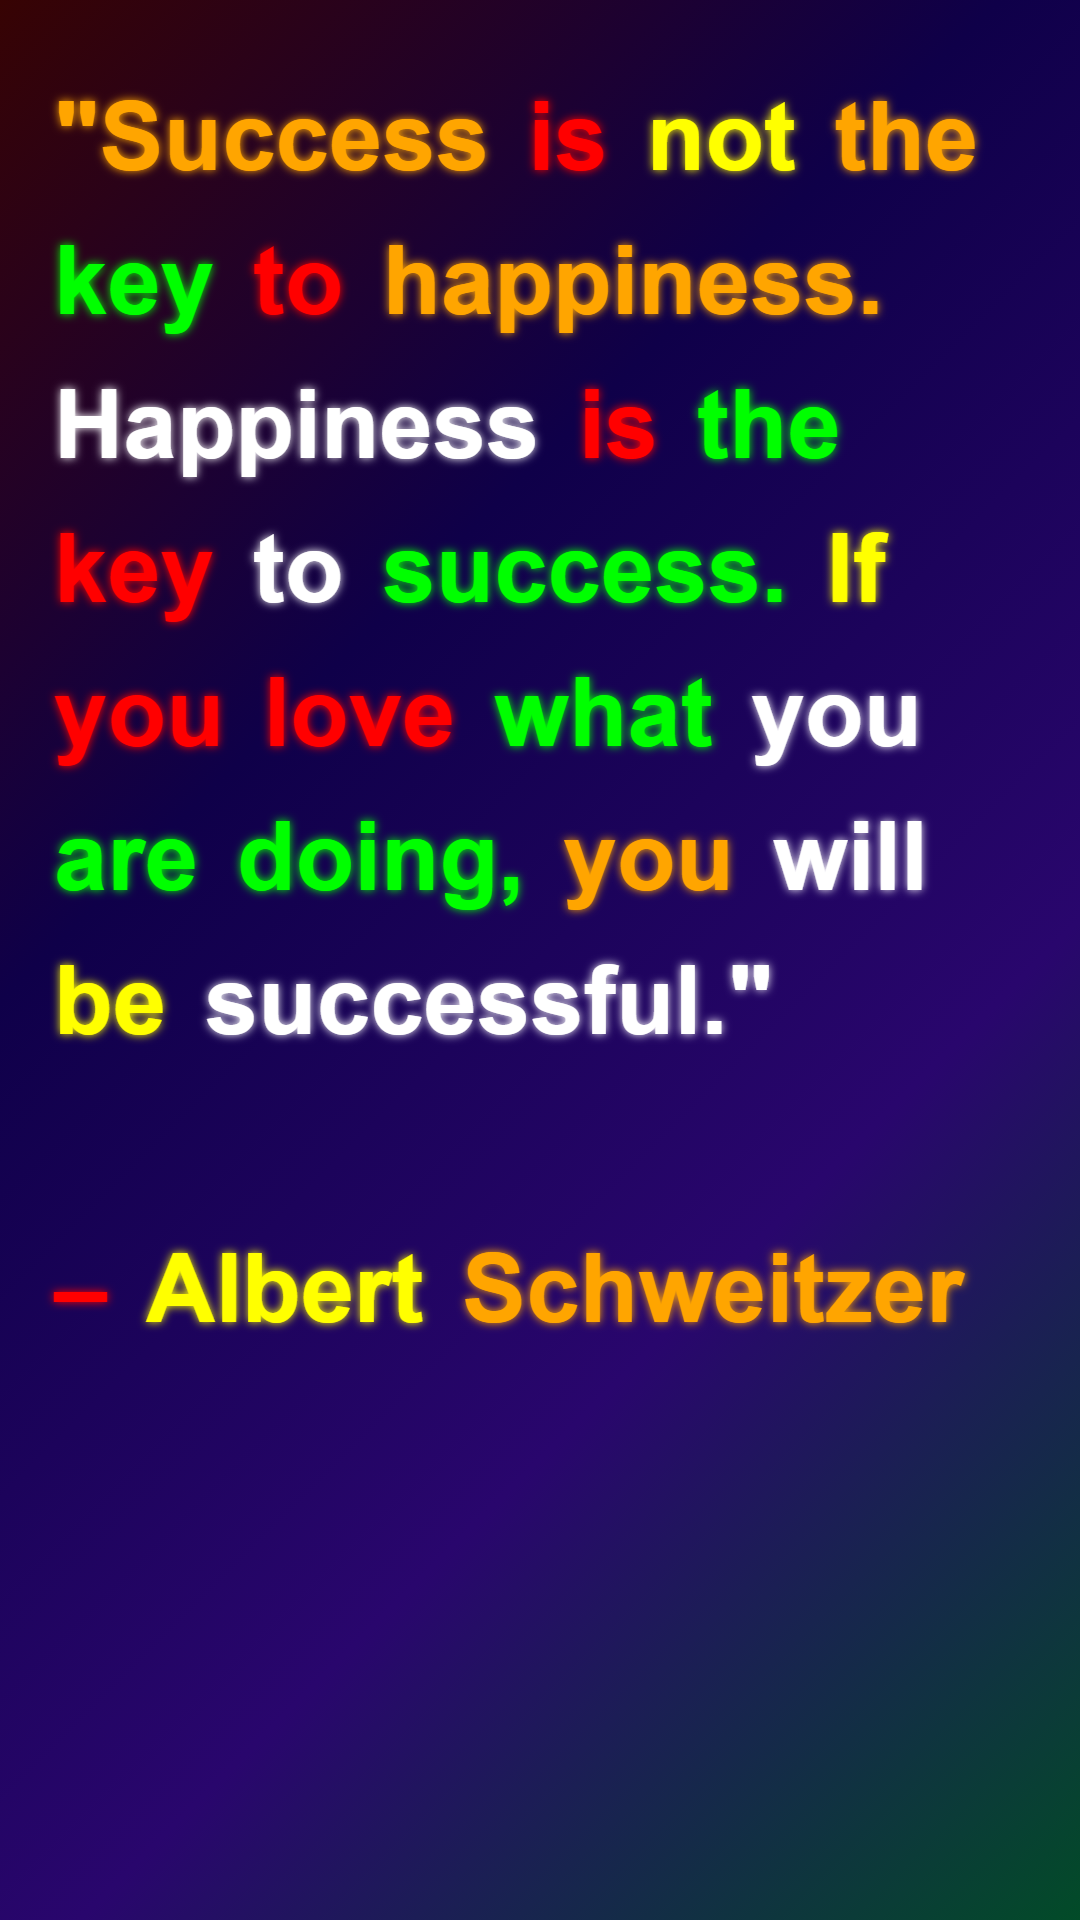 "Success is not the
key to happiness.
Happiness is the
key to success. If
you love what you
are doing, you will
be successful."
– Albert Schweitzer